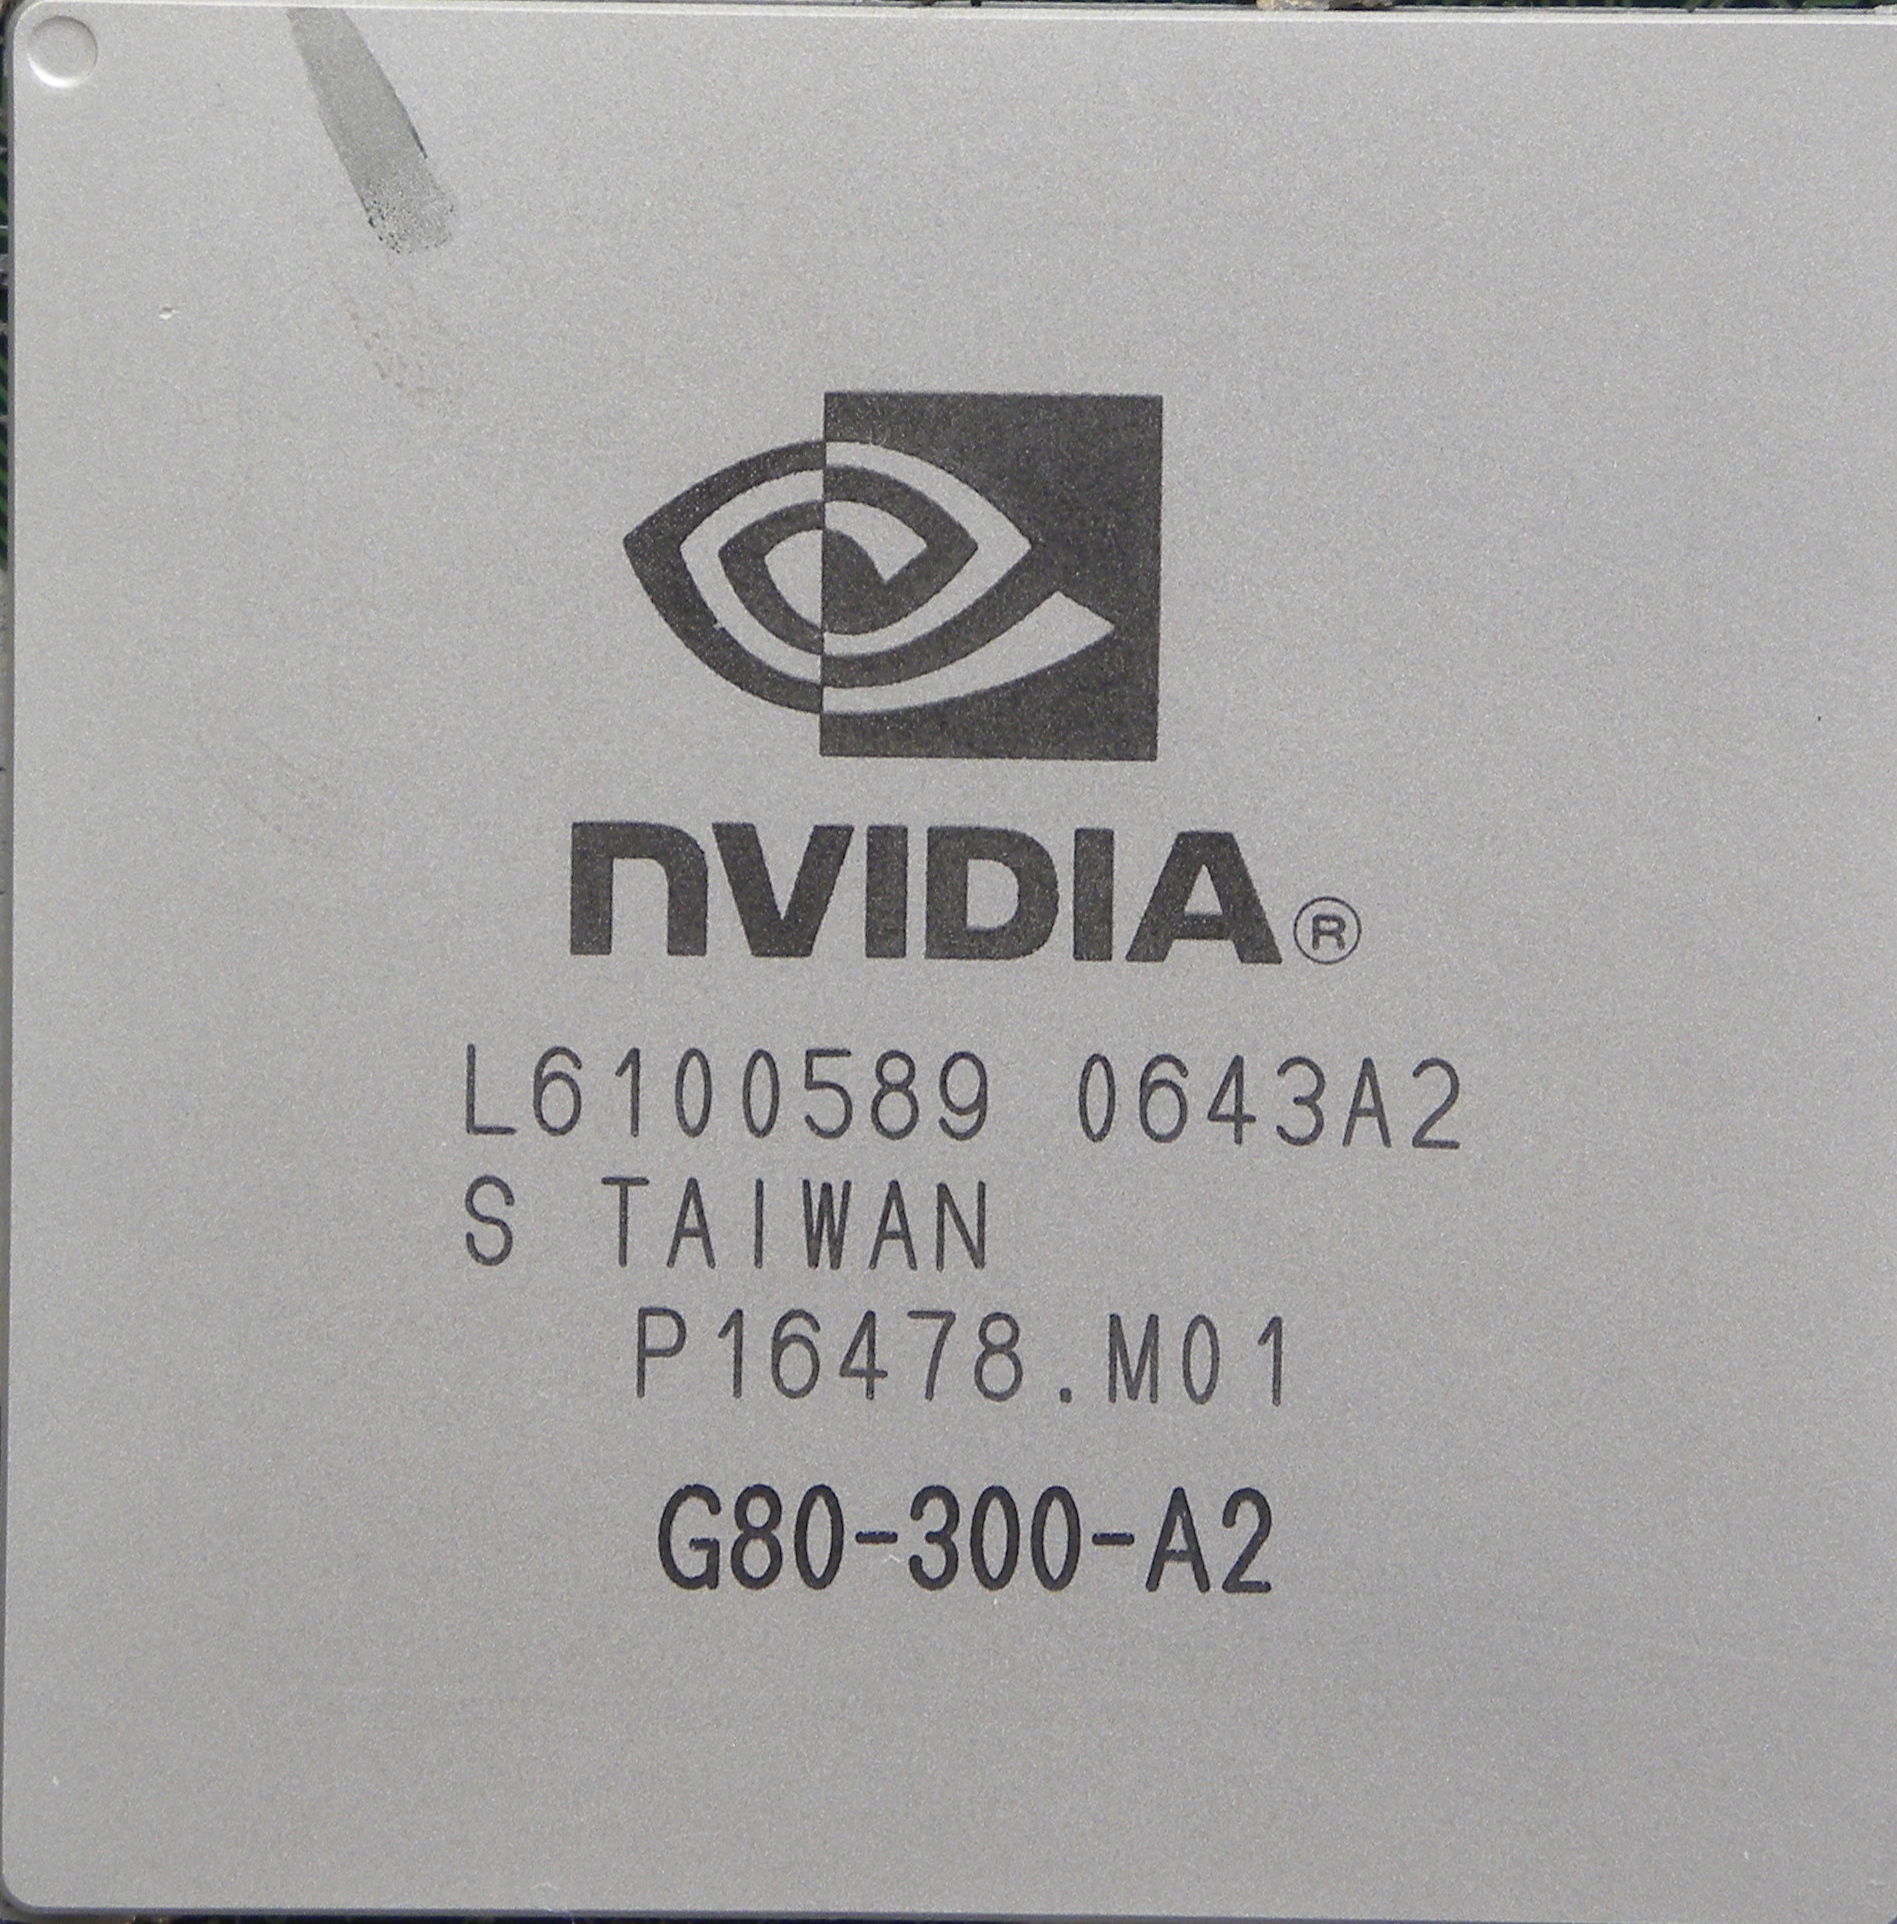 NVIDIA®
L6100589 0643A2
S TAIWAN
P16478.M01
G80-300-A2